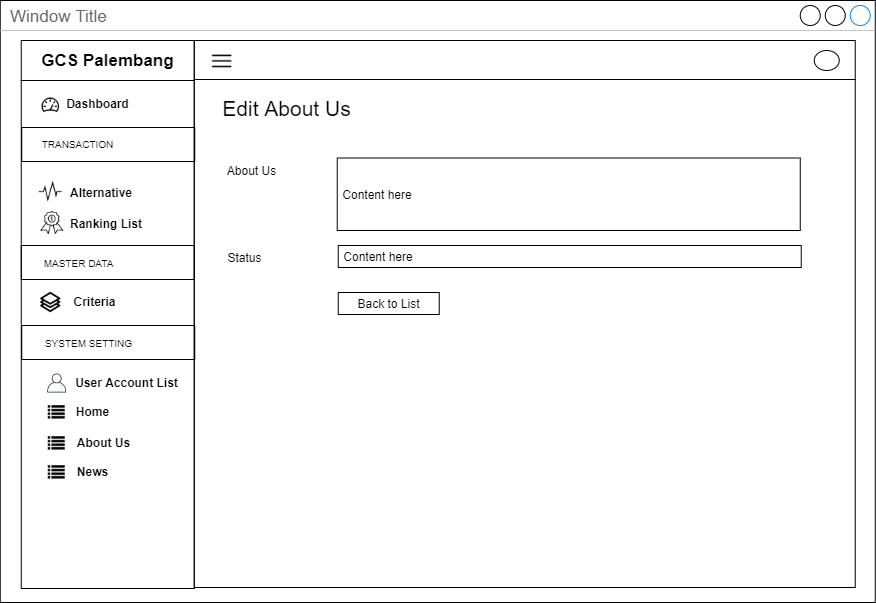 Window Title
GCS Palembang
Dashboard
TRANSACTION
Alternative
1
Ranking List
MASTER DATA
Criteria
SYSTEM SETTING
User Account List
Home
About Us
News
Edit About Us
About Us
Content here
Status
Content here
Back to List